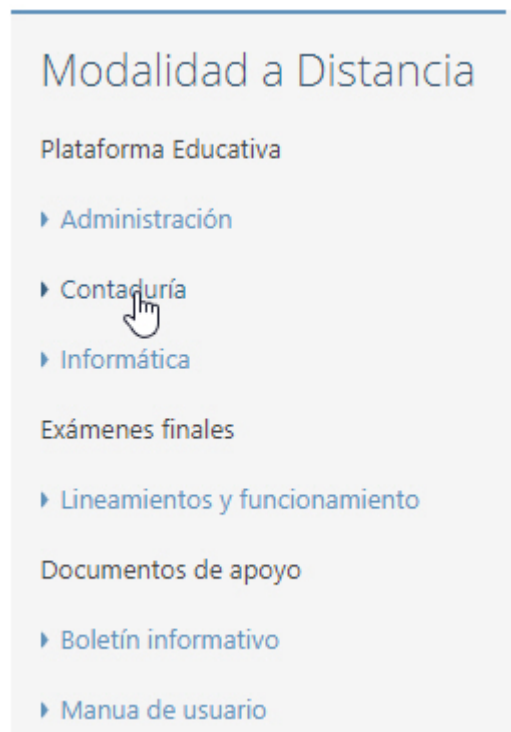 Modalidad a Distancia
Plataforma Educativa
Administración
Contaduría
Informática
Exámenes finales
Lineamientos y funcionamiento
Documentos de apoyo
Boletín informativo
Manua de usuario